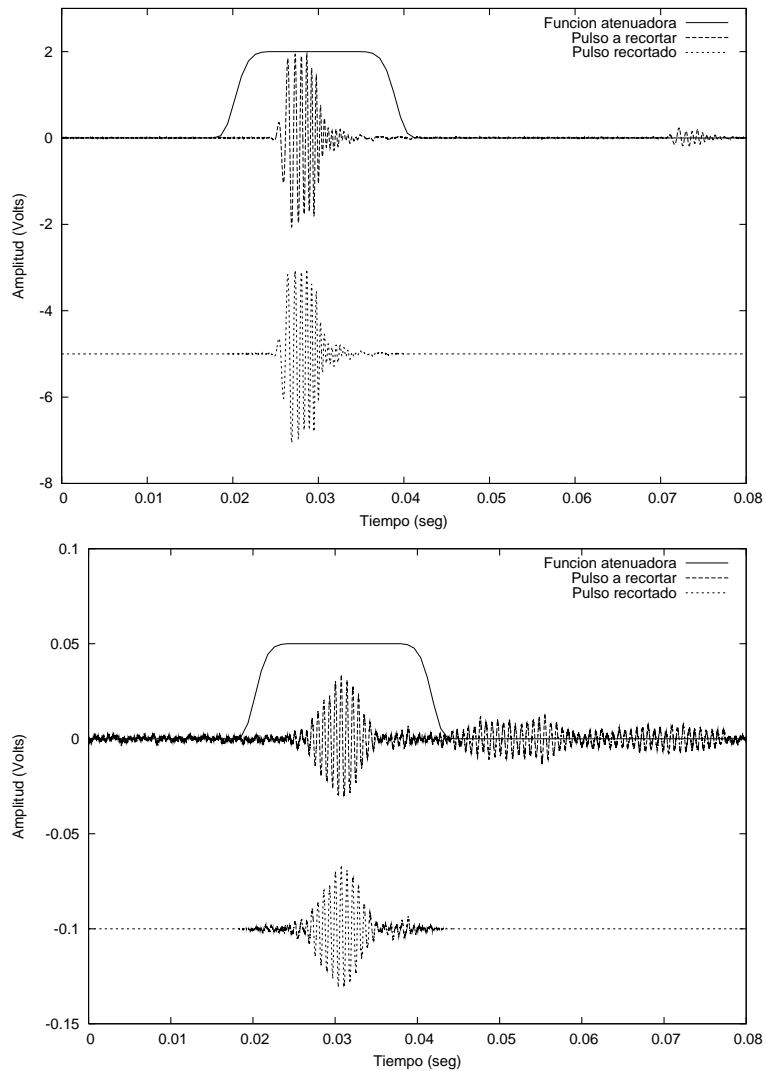 Funcion atenuadora
Pulso a recortar
Pulso recortado
2
0
-2
-4
-6
-8
Amplitud (Volts)
0 0.01 0.02 0.03 0.04 0.05 0.06 0.07 0.08
Tiempo (seg)
Funcion atenuadora
Pulso a recortar
Pulso recortado
0.1
0.05
0
-0.05
-0.1
-0.15
Amplitud (Volts)
0 0.01 0.02 0.03 0.04 0.05 0.06 0.07 0.08
Tiempo (seg)